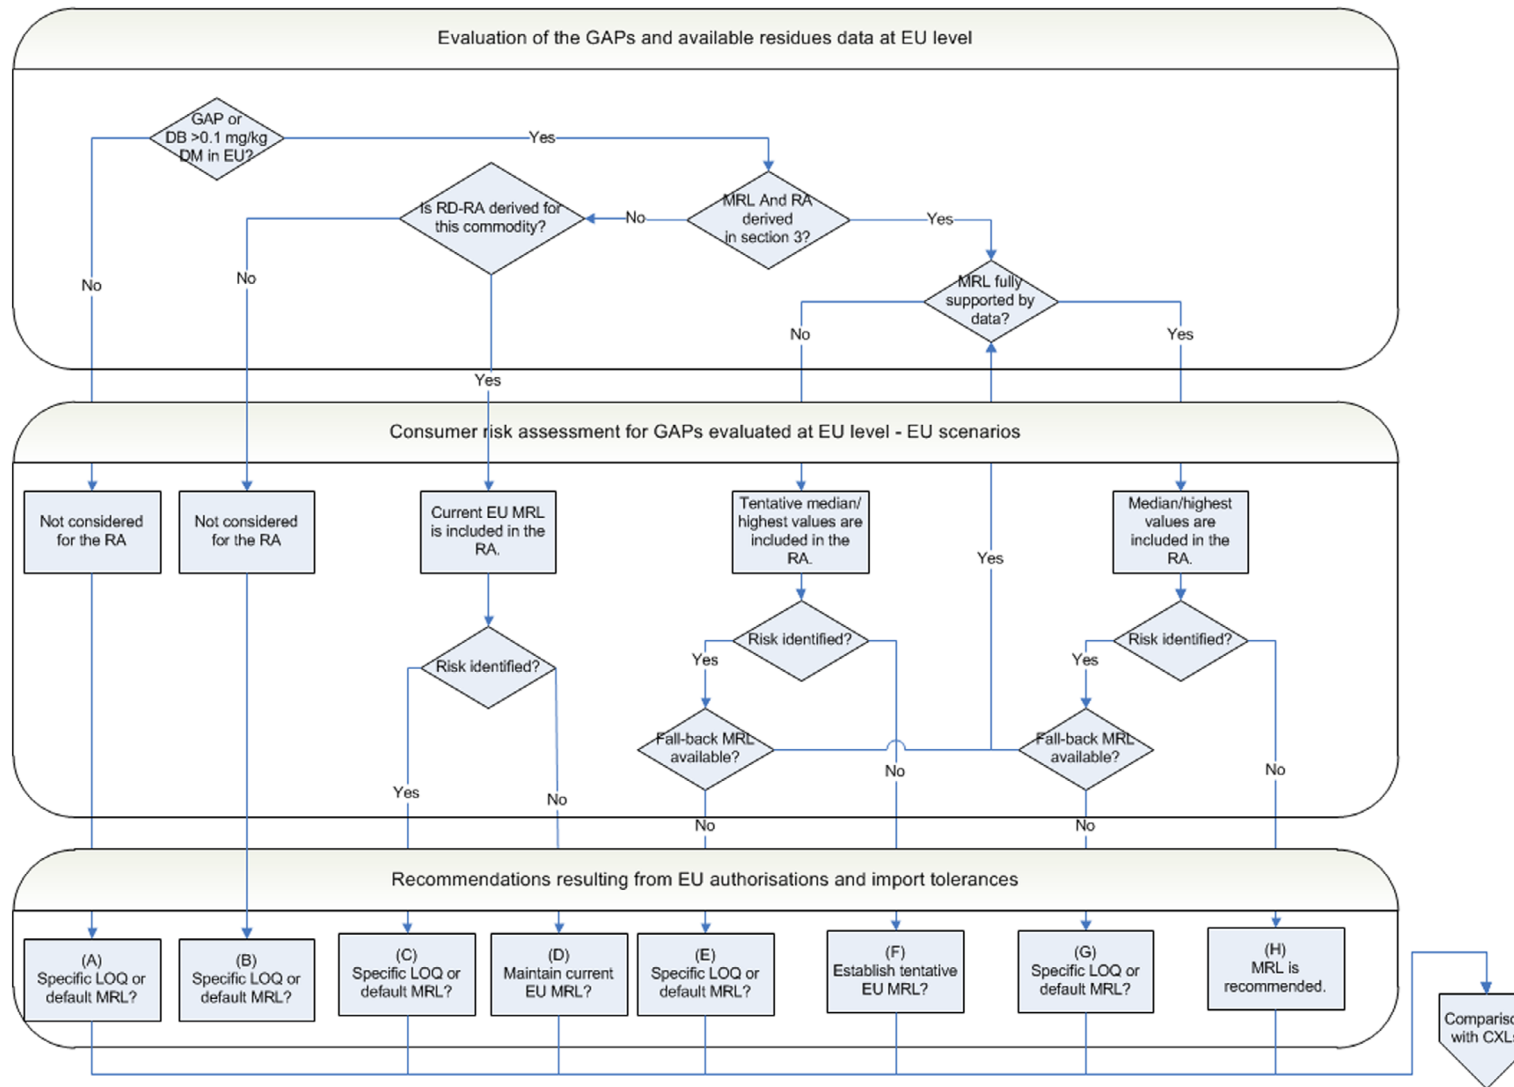 Evaluation of the GAPs and available residues data at EU level
GAP or
DB >0.1 mg/kg
DM in EU?
Yes
Is RD-RA derived for
this commodity?
No
MRL And RA
derived
in section 3?
Yes
No
No
MRL fully
supported by
data?
No
Yes
Yes
Consumer risk assessment for GAPs evaluated at EU level - EU scenarios
Not considered
for the RA
Not considered
for the RA
Current EU MRL
is included in the
RA.
Tentative median/
highest values are
included in the
RA.
Yes
Median/highest
values are
included in the
RA.
Risk identified?
Risk identified?
Risk identified?
Yes
Yes
Fall-back MRL
available?
Fall-back MRL
available?
Yes
No
No
No
No
No
Recommendations resulting from EU authorisations and import tolerances
(A)
Specific LOQ or
default MRL?
(B)
Specific LOQ or
default MRL?
(C)
Specific LOQ or
default MRL?
(D)
Maintain current
EU MRL?
(E)
Specific LOQ or
default MRL?
(F)
Establish tentative
EU MRL?
(G)
Specific LOQ or
default MRL?
(H)
MRL is
recommended.
with